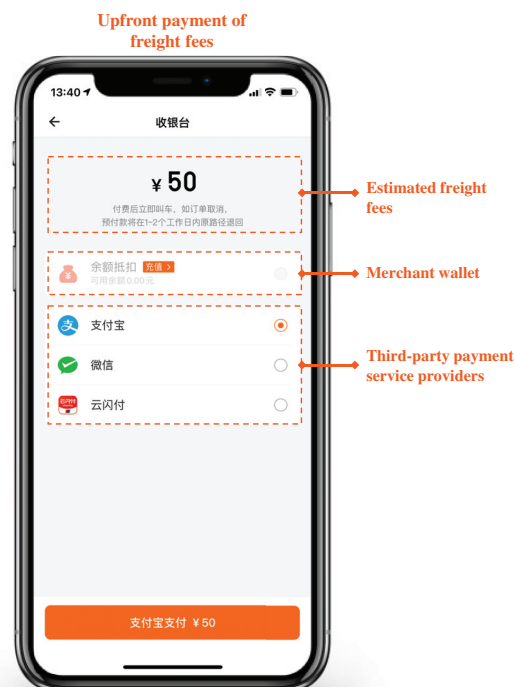 Upfront payment of
freight fees
13:40
收银台
¥ 50
付费后立即叫车，如订单取消，
预付款将在1-2个工作日内原路径退回
Estimated freight
fees
余额抵扣 充值 >
可用余额0.00元
Merchant wallet
支 支付宝
微信
Third-party payment
service providers
云闪付 云闪付
支付宝支付 ¥50